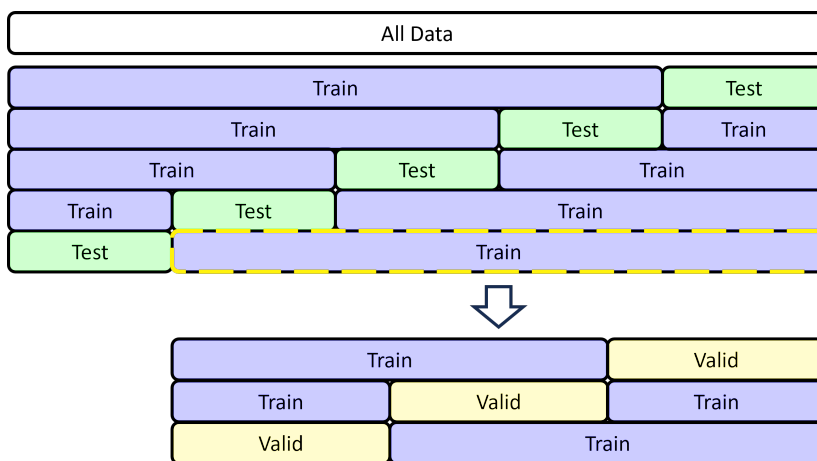 All Data
Train Test
Train Test Train
Train Test Train
Train Test Train
Test Train
Train Valid
Train Valid Train
Valid Train